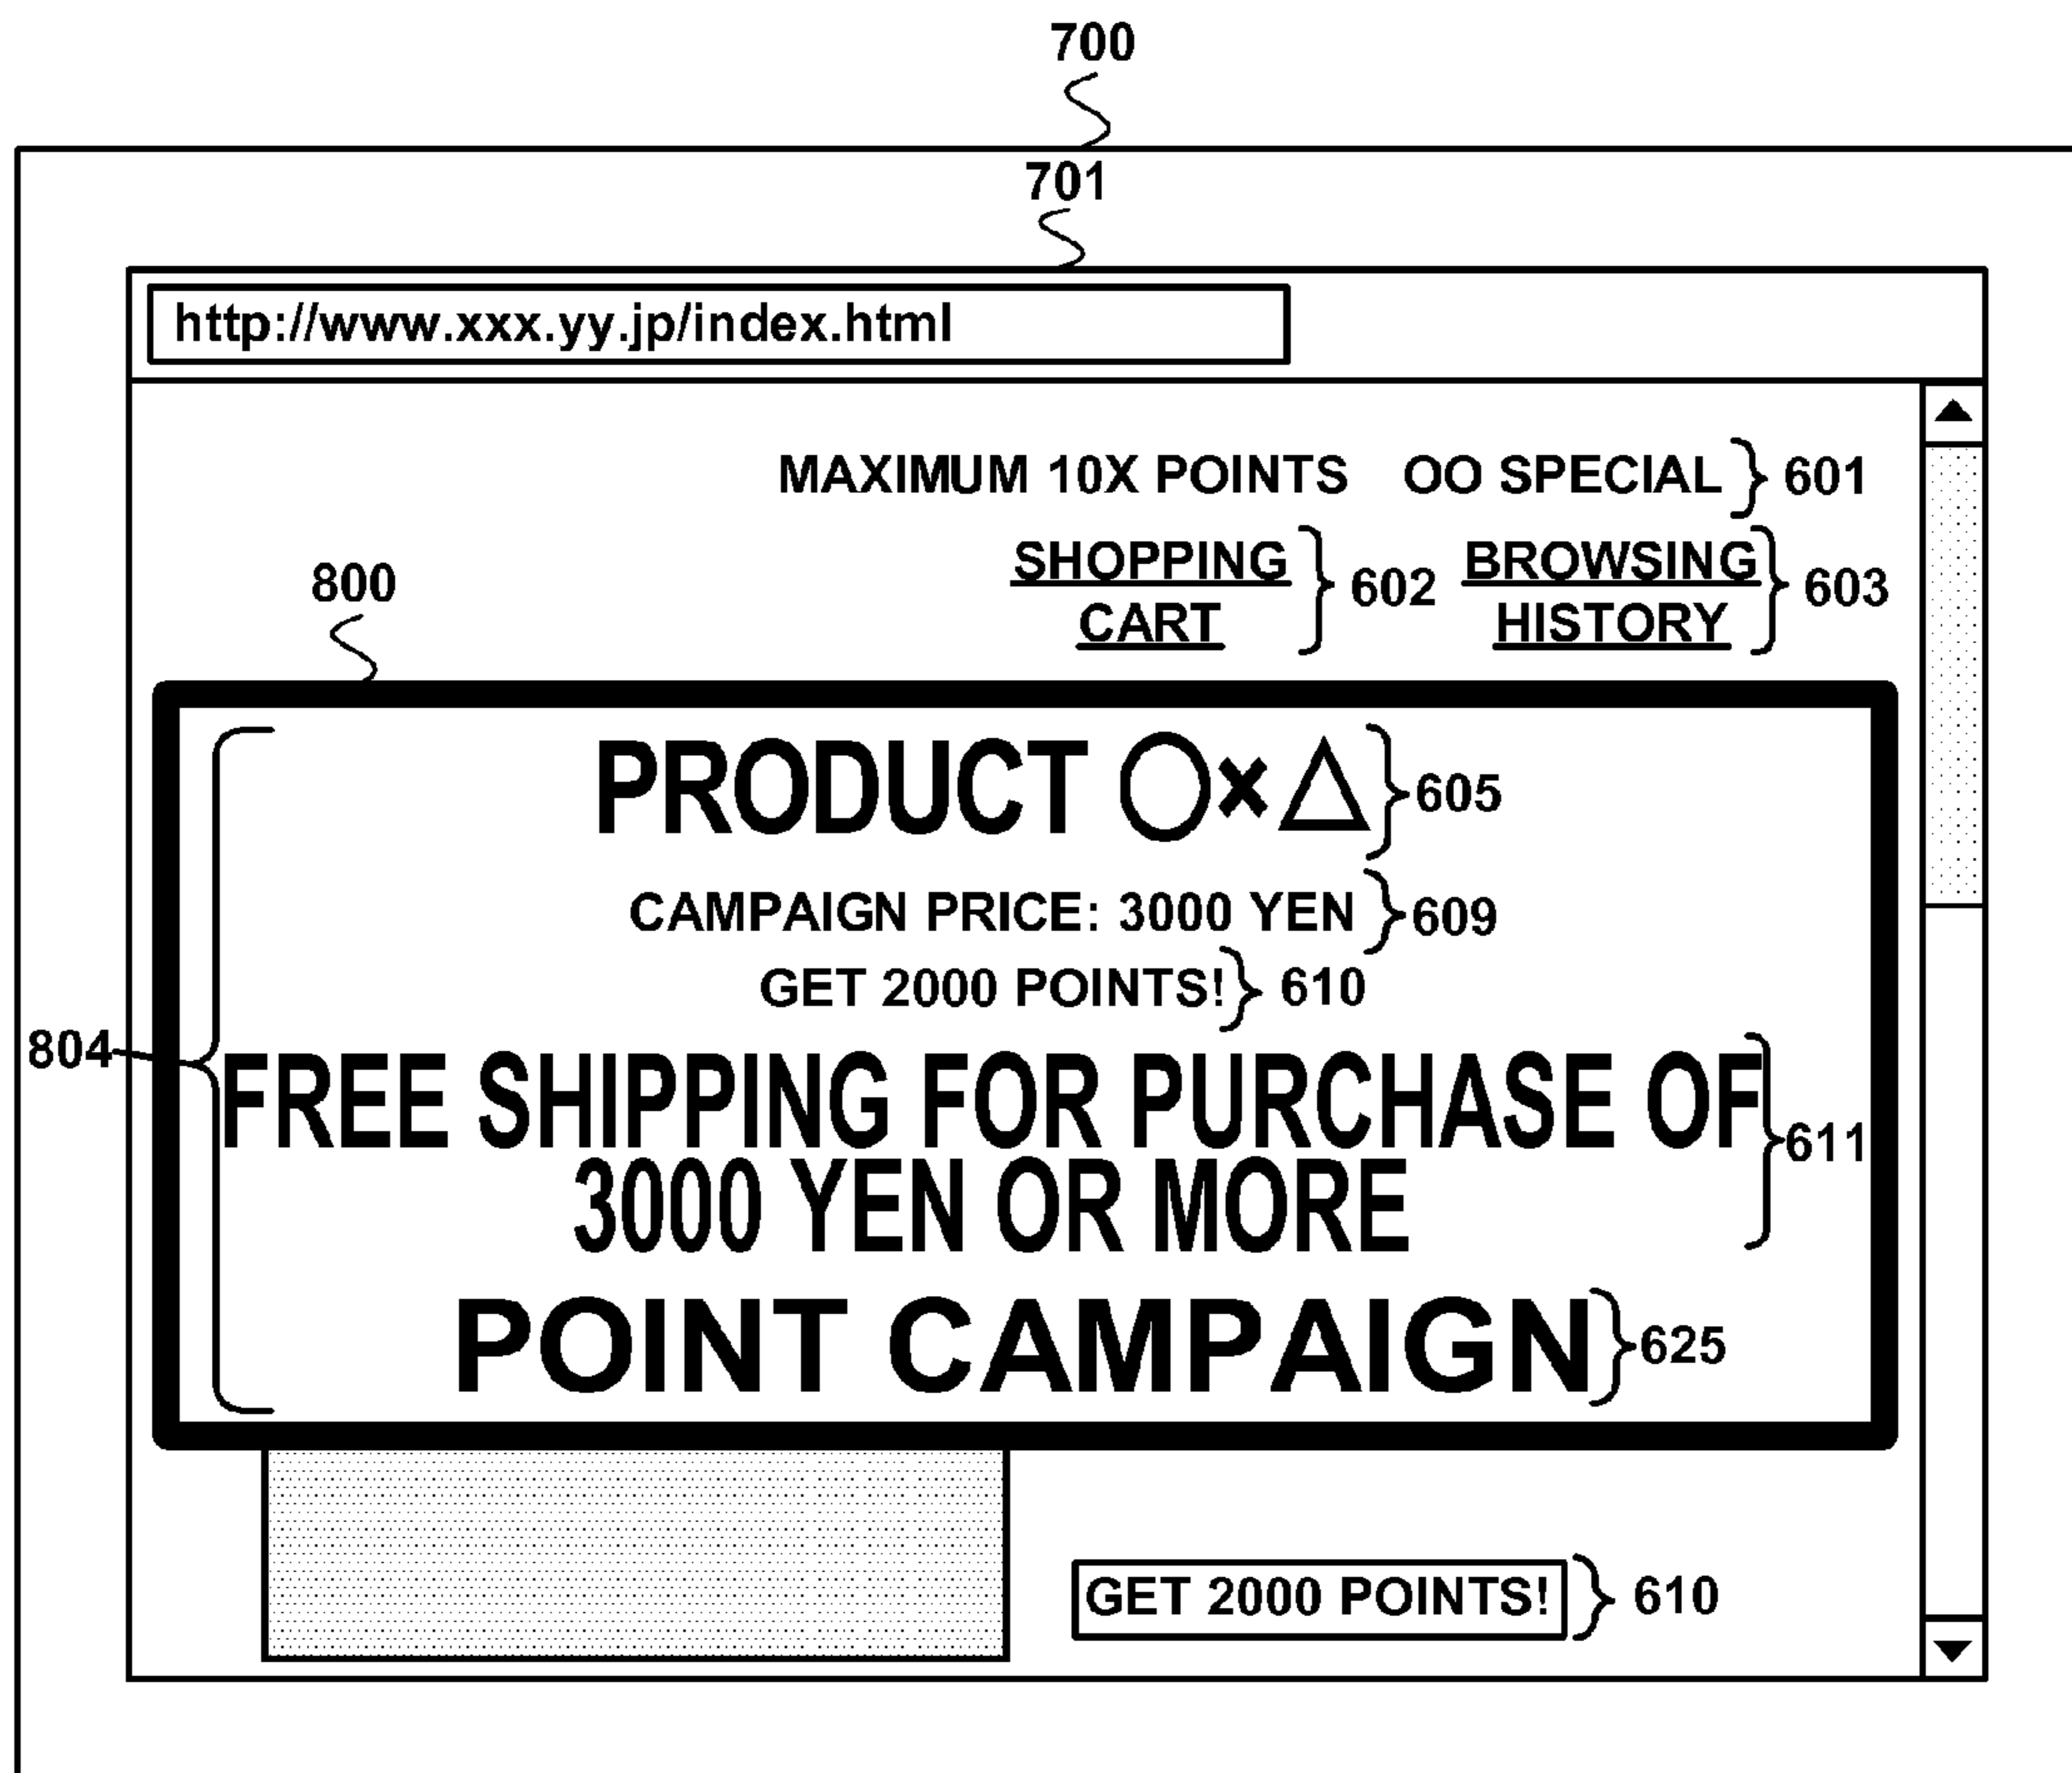 700
701
http://www.xxx.yy.jp/index.html
MAXIMUM 10X POINTS OO SPECIAL 601
SHOPPING CART 602 BROWSING HISTORY 603
800
PRODUCT ○×△ 605
CAMPAIGN PRICE: 3000 YEN 609
GET 2000 POINTS! 610
804
FREE SHIPPING FOR PURCHASE OF
3000 YEN OR MORE
611
POINT CAMPAIGN 625
GET 2000 POINTS! 610